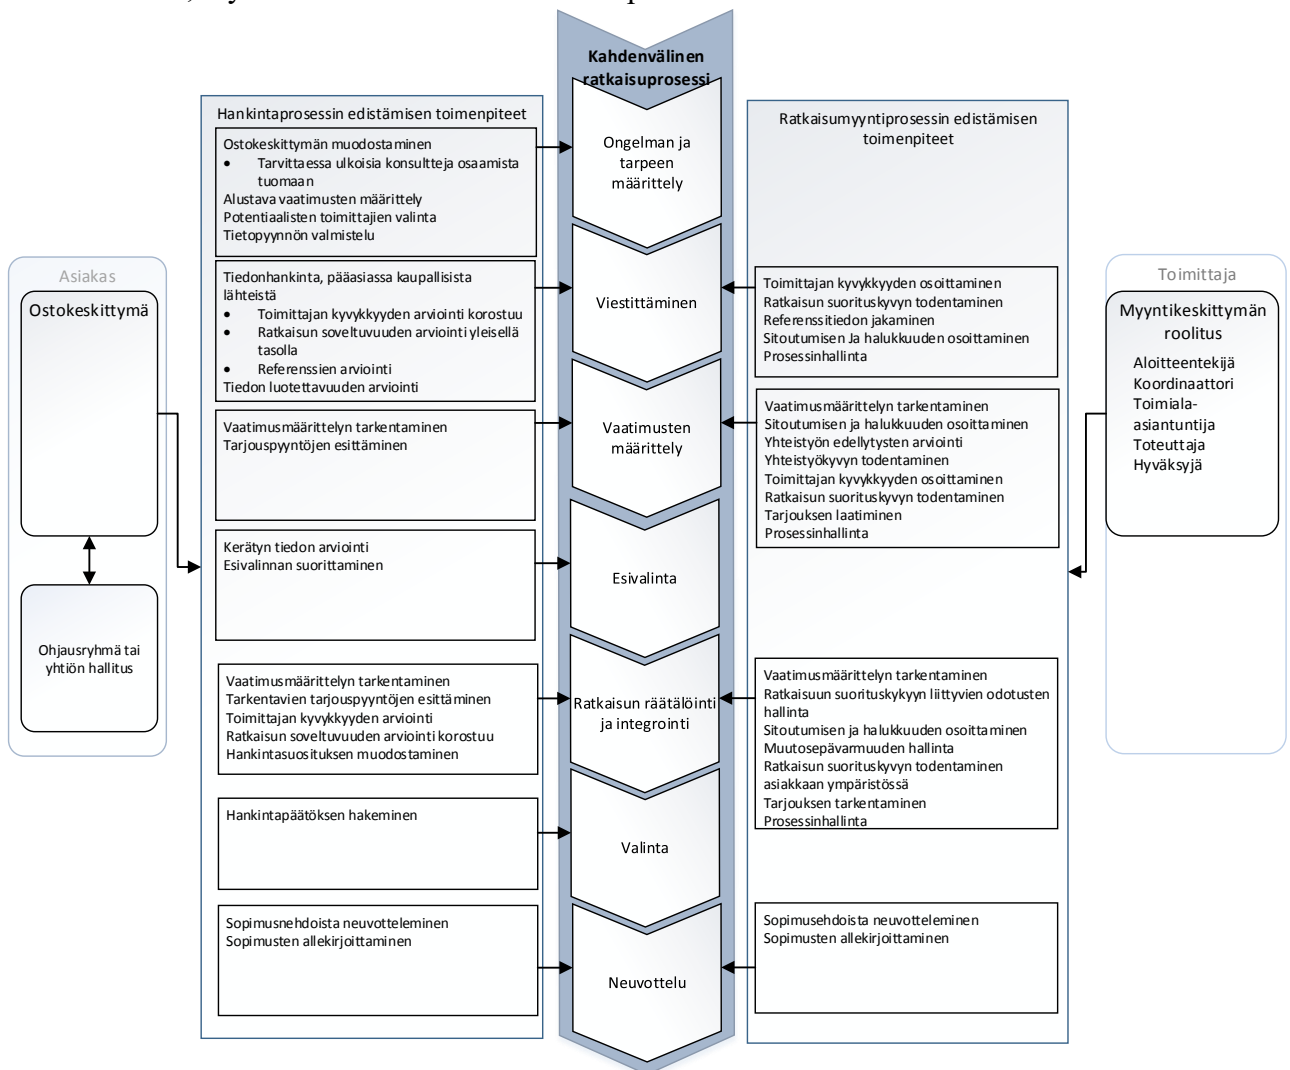 Kahdenvälinen
ratkaisuprosessi
Asiakas
Ostokeskittymä
Ohjausryhmä tai
yhtiön hallitus
Hankintaprosessin edistämisen toimenpiteet
Ostokeskittymän muodostaminen
• Tarvittaessa ulkoisia konsultteja osaamista
tuomaan
Alustava vaatimusten määrittely
Potentiaalisten toimittajien valinta
Tietopyynnön valmistelu
Tiedonhankinta, pääasiassa kaupallisista
lähteistä
• Toimittajan kyvykkyyden arviointi korostuu
• Ratkaisun soveltuvuuden arviointi yleisellä
tasolla
• Referenssien arviointi
Tiedon luotettavuuden arviointi
Vaatimusmäärittelyn tarkentaminen
Tarjouspyyntöjen esittäminen
Kerätyn tiedon arviointi
Esivalinnan suorittaminen
Vaatimusmäärittelyn tarkentaminen
Tarkentavien tarjouspyyntöjen esittäminen
Toimittajan kyvykkyyden arviointi
Ratkaisun soveltuvuuden arviointi korostuu
Hankintasuosituksen muodostaminen
Hankintapäätöksen hakeminen
Sopimusnehdoista neuvotteleminen
Sopimusten allekirjoittaminen
Ongelman ja
tarpeen
määrittely
Viestittäminen
Vaatimusten
määrittely
Esivalinta
Ratkaisun räätälöinti
ja integrointi
Valinta
Neuvottelu
Ratkaisumyyntiprosessin edistämisen
toimenpiteet
Toimittajan kyvykkyyden osoittaminen
Ratkaisun suorituskyvyn todentaminen
Referenssitiedon jakaminen
Sitoutumisen Ja halukkuuden osoittaminen
Prosessinhallinta
Vaatimusmäärittelyn tarkentaminen
Sitoutumisen ja halukkuuden osoittaminen
Yhteistyön edellytysten arviointi
Yhteistyökyvyn todentaminen
Toimittajan kyvykkyyden osoittaminen
Ratkaisun suorituskyvyn todentaminen
Tarjouksen laatiminen
Prosessinhallinta
Vaatimusmäärittelyn tarkentaminen
Ratkaisuun suorituskykyyn liittyvien odotusten
hallinta
Sitoutumisen ja halukkuuden osoittaminen
Muutosepävarmuuden hallinta
Ratkaisun suorituskyvyn todentaminen
asiakkaan ympäristössä
Tarjouksen tarkentaminen
Prosessinhallinta
Sopimusehdoista neuvotteleminen
Sopimusten allekirjoittaminen
Toimittaja
Myyntikeskittymän
roolitus
Aloitteentekijä
Koordinaattori
Toimiala-
asiantuntija
Toteuttaja
Hyväksyjä